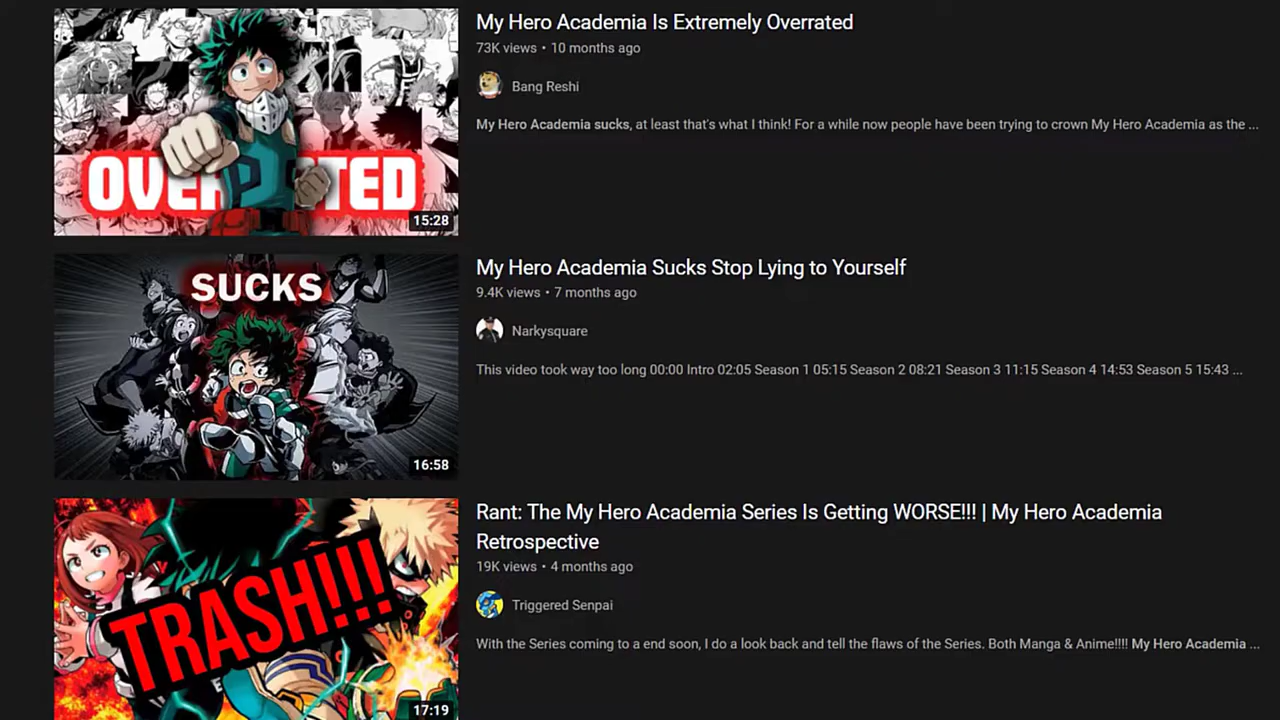 My Hero Academia Is Extremely Overrated
73K views • 10 months ago
Bang Reshi
My Hero Academia sucks, at least that's what I think! For a while now people have been trying to crown My Hero Academia as the ...
OVER TED
15:28
SUCKS
My Hero Academia Sucks Stop Lying to Yourself
9.4K views • 7 months ago
Narkysquare
This video took way too long 00:00 Intro 02:05 Season 1 05:15 Season 2 08:21 Season 3 11:15 Season 4 14:53 Season 5 15:43 ...
16:58
Rant: The My Hero Academia Series Is Getting WORSE!!! | My Hero Academia
Retrospective
19K views • 4 months ago
Triggered Senpai
With the Series coming to a end soon, I do a look back and tell the flaws of the Series. Both Manga & Anime!!!! My Hero Academia ...
TRASH!!!
17:19